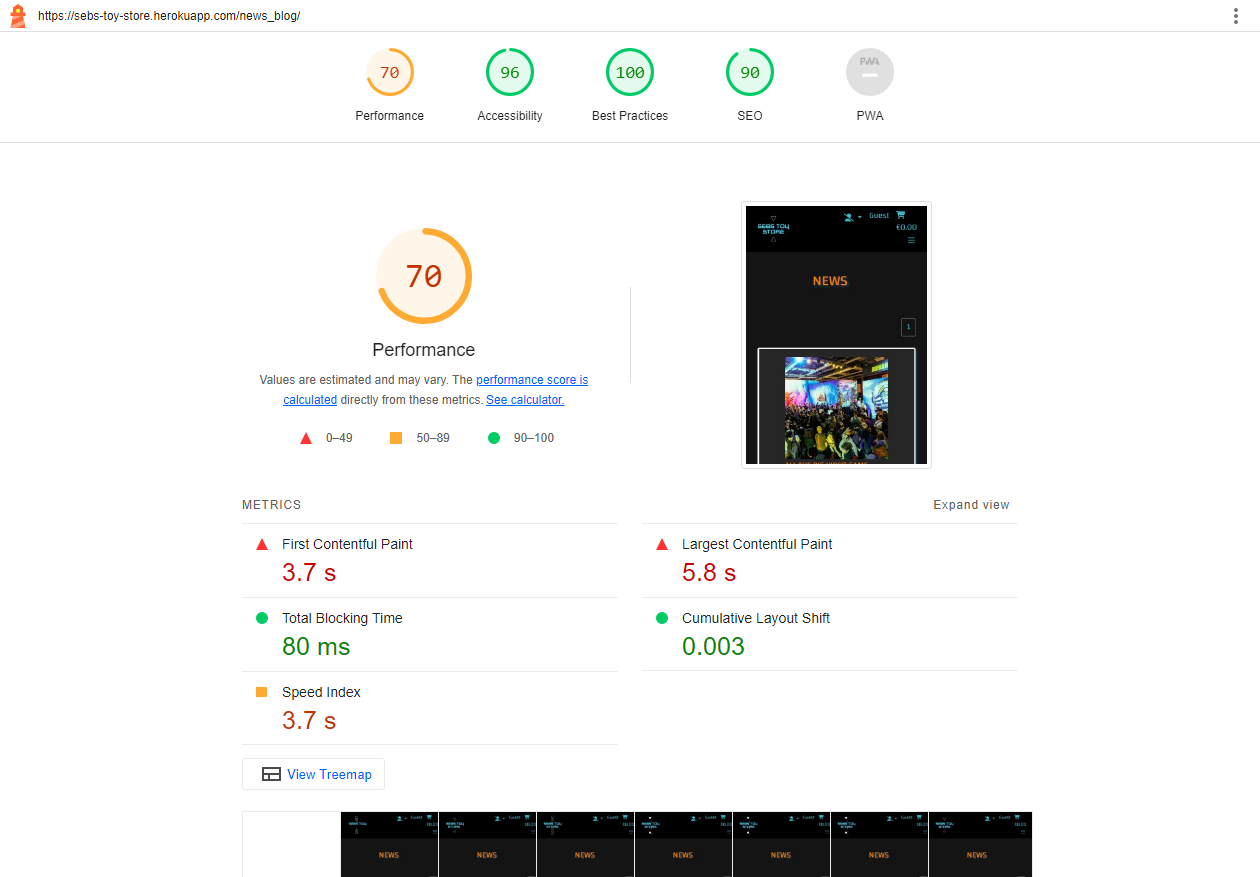 https://sebs-toy-store.herokuapp.com/news_blog/
70
96
100
90
PWA
Performance
Accessibility
Best Practices
SEO
PWA
70
Performance
Values are estimated and may vary. The performance score is
calculated directly from these metrics. See calculator.
0–49
50–89
90–100
Guest
SEBS TOY
STORE
€0.00
NEWS
1
METRICS
Expand view
First Contentful Paint
3.7 s
Largest Contentful Paint
5.8 s
Total Blocking Time
80 ms
Cumulative Layout Shift
0.003
Speed Index
3.7 s
View Treemap
NEWS
NEWS
NEWS
NEWS
NEWS
NEWS
NEWS